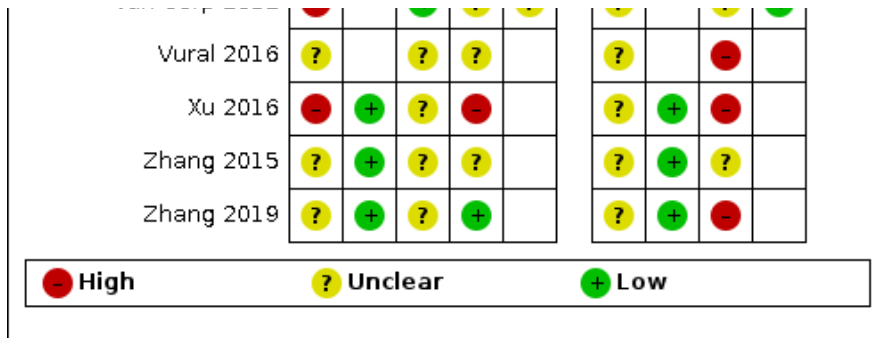 Vural 2016 ? ? ? ? -
Xu 2016 - + ? - ? + -
Zhang 2015 ? + ? ? ? + ?
Zhang 2019 ? + ? + ? + -
- High ? Unclear + Low